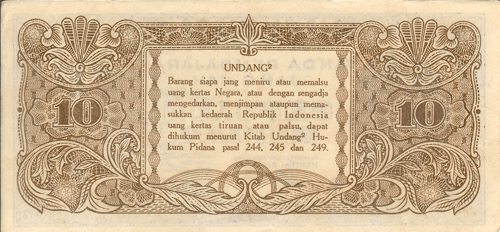 UNDANG²
Barang siapa jang meniru atau memalsu
uang kertas Negara, atau dengan sengadja
mengedarkan, menjimpan ataupun mema-
sukkan kedaerah Republik Indonesia
uang kertas tiruan atau palsu, dapat
dihukum menurut Kitab Undang² Hu-
kum Pidana pasal 244, 245 dan 249.
10
10